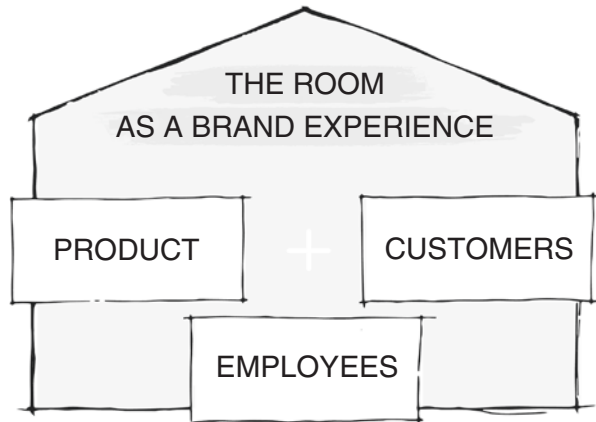 THE ROOM
AS A BRAND EXPERIENCE
PRODUCT
+
CUSTOMERS
EMPLOYEES